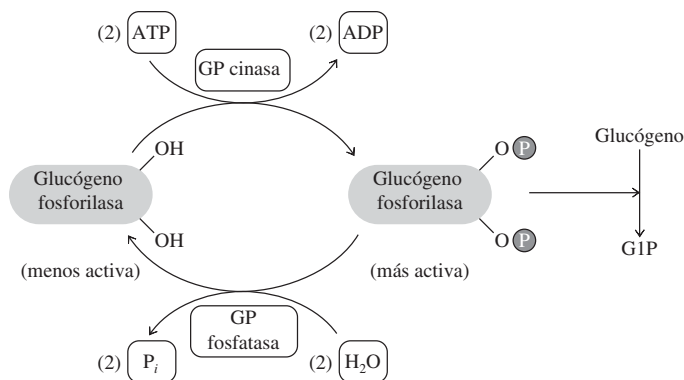 (2) ATP
(2) ADP
GP cinasa
OH
O P
Glucógeno
Glucógeno
fosforilasa
Glucógeno
fosforilasa
OH
O P
G1P
(menos activa)
(más activa)
GP
fosfatasa
(2) Pi
(2) H2O